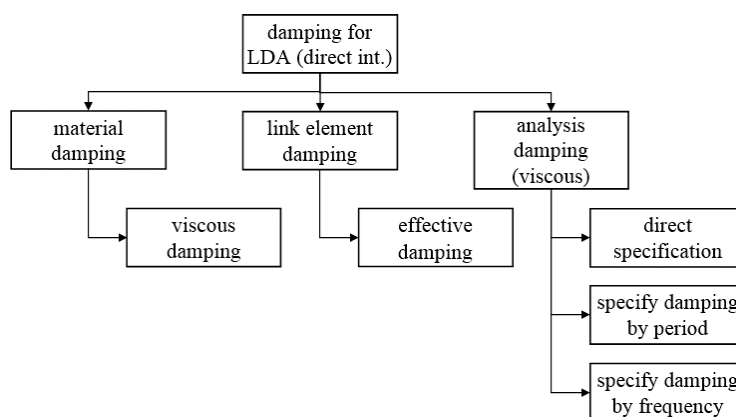 damping for
LDA (direct int.)
material
damping
link element
damping
analysis
damping
(viscous)
viscous
damping
effective
damping
direct
specification
specify damping
by period
specify damping
by frequency